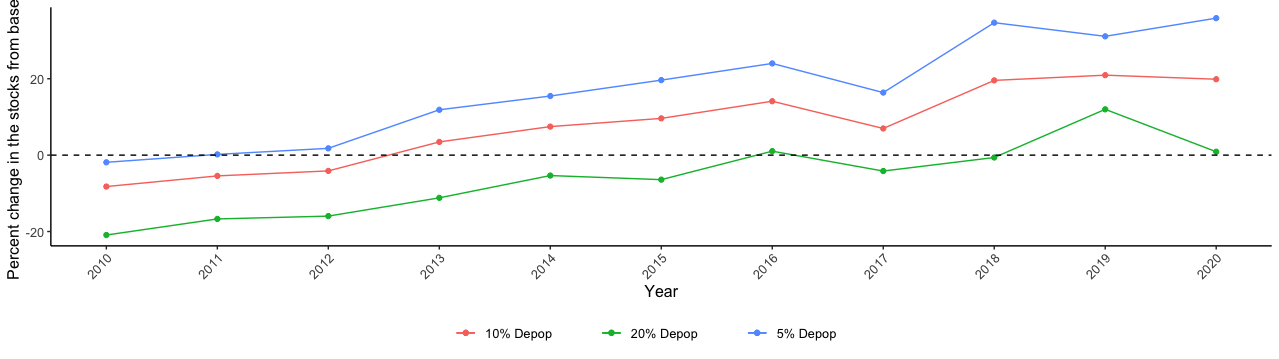 Percent change in the stocks from base
20
0
-20
2010 2011 2012 2013 2014 2015 2016 2017 2018 2019 2020
Year
10% Depop 20% Depop 5% Depop